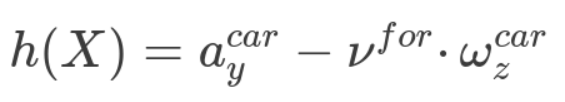 h(X) = a_y^{car} − ν^{for} · ω_z^{car}